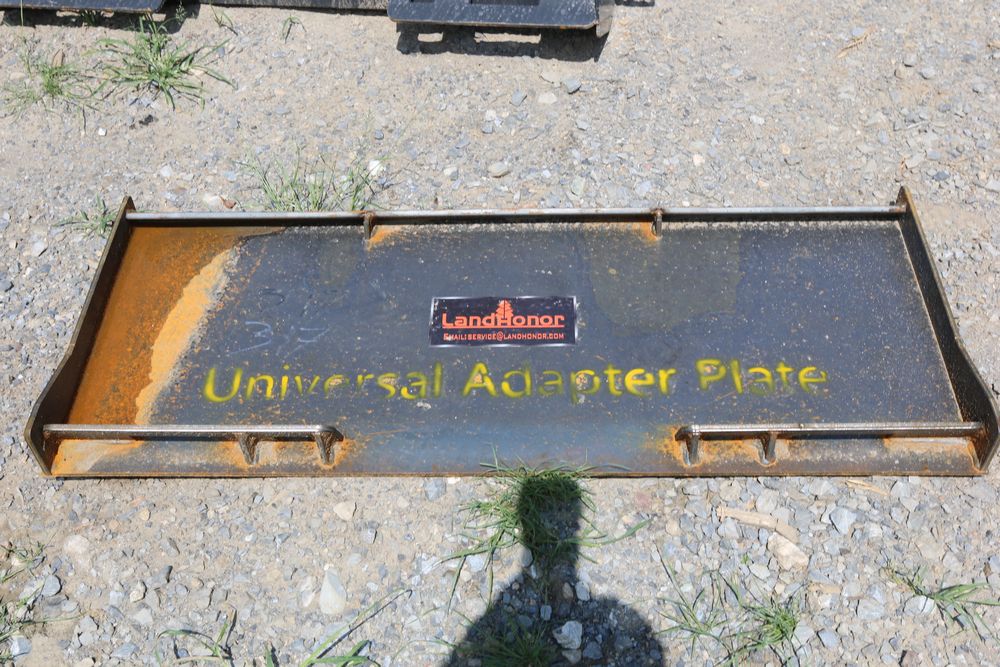 LandHonor
EMAIL:SERVICE@LANDHONOR.COM
Universal Adapter Plate